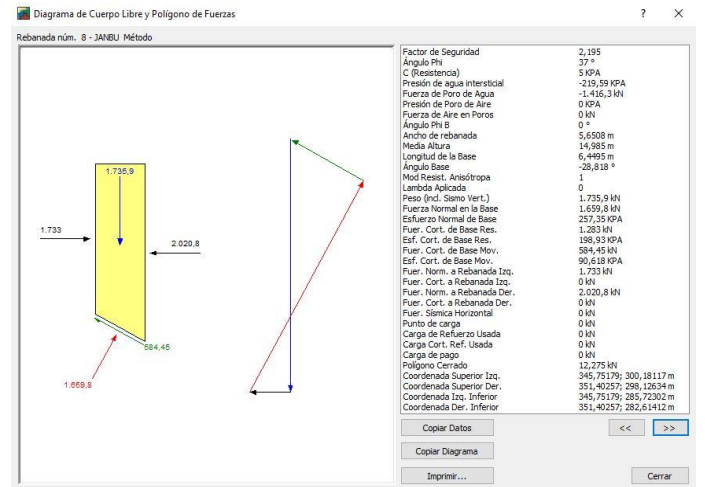 Diagrama de Cuerpo Libre y Polígono de Fuerzas
?
Rebanada núm. 8 - JANBU Método
1.735,9
1.733
2.020,8
584,45
1.659,8
Factor de Seguridad 2,195
Ángulo Phi 37 °
C (Resistencia) 5 KPA
Presión de agua intersticial -219,59 KPA
Fuerza de Poro de Agua -1.416,3 kN
Presión de Poro de Aire 0 KPA
Fuerza de Aire en Poros 0 kN
Ángulo Phi B 0 °
Ancho de rebanada 5,6508 m
Media Altura 14,985 m
Longitud de la Base 6,4495 m
Ángulo Base -28,818 °
Mod Resist. Anisótropa 1
Lambda Aplicada 0
Peso (ind. Sismo Vert.) 1.735,9 kN
Fuerza Normal en la Base 1.659,8 kN
Esfuerzo Normal de Base 257,35 KPA
Fuer. Cort. de Base Res. 1.283 kN
Esf. Cort. de Base Res. 198,93 KPA
Fuer. Cort. de Base Mov. 584,45 kN
Esf. Cort. de Base Mov. 90,618 KPA
Fuer. Norm. a Rebanada Izq. 1.733 kN
Fuer. Cort. a Rebanada Izq. 0 kN
Fuer. Norm. a Rebanada Der. 2.020,8 kN
Fuer. Cort. a Rebanada Der. 0 kN
Fuer. Sísmica Horizontal 0 kN
Punto de carga 0 kN
Carga de Refuerzo Usada 0 kN
Carga Cort. Ref. Usada 0 kN
Carga de pago 0 kN
Polígono Cerrado 12,275 kN
Coordenada Superior Izq. 345,75179; 300,18117 m
Coordenada Superior Der. 351,40257; 298,12634 m
Coordenada Izq. Inferior 345,75179; 285,72302 m
Coordenada Der. Inferior 351,40257; 282,61412 m
Copiar Datos << >>
Copiar Diagrama
Imprimir... Cerrar